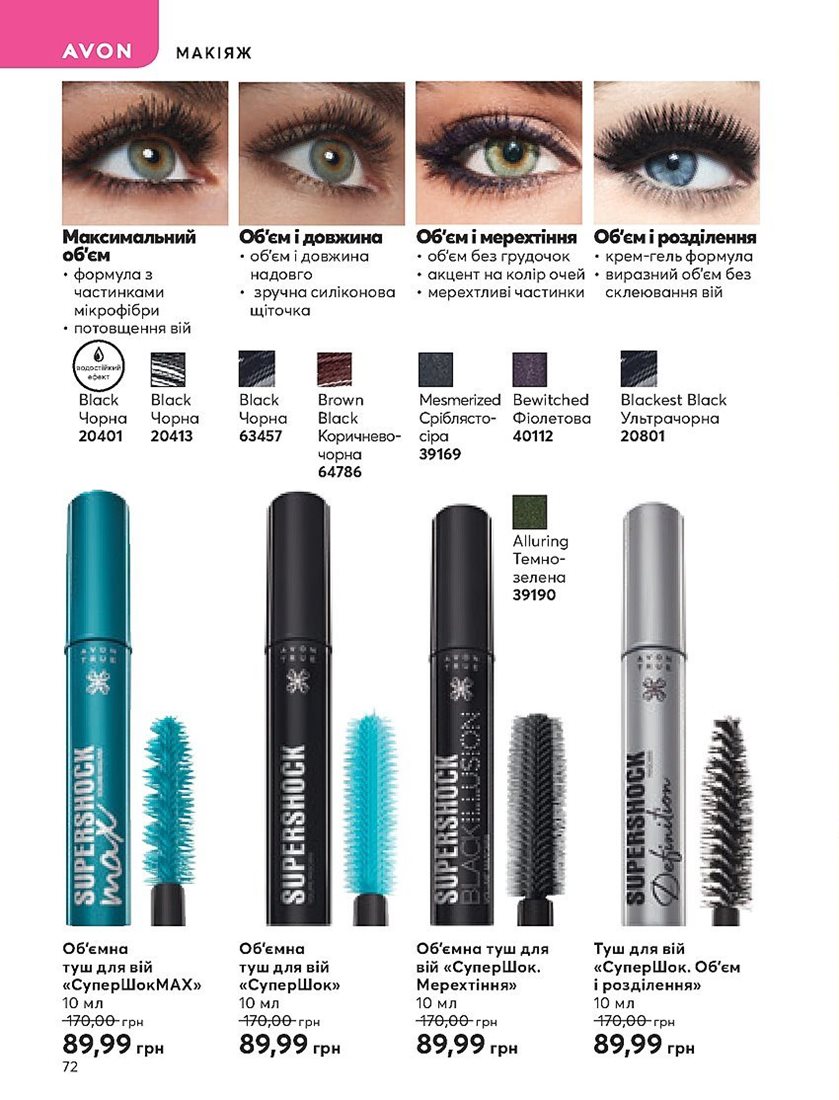 AVON
МАКІЯЖ
Максимальний
об'єм
• формула з
частинками
мікрофібри
• потовщення вій
Об'єм і довжина
• об'єм і довжина
надовго
• зручна силіконова
щіточка
Об'єм і мерехтіння
• об'єм без грудочок
• акцент на колір очей
• мерехтливі частинки
Об'єм і розділення
• крем-гель формула
• виразний об'єм без
склеювання вій
водостійкий
ефект
Black
Чорна
20401
Black
Чорна
20413
Black
Чорна
63457
Brown
Black
Коричнево-
чорна
64786
Mesmerized
Сріблясто-
сіра
39169
Bewitched
Фіолетова
40112
Blackest Black
Ультрачорна
20801
Alluring
Темно-
зелена
39190
AVON
TRUE
SUPERSHOCK
max
VOLUME MASCARA
AVON
TRUE
SUPERSHOCK
VOLUME MASCARA
AVON
TRUE
SUPERSHOCK
BLACK ILLUSION
AVON
TRUE
SUPERSHOCK
MASCARA
Definition
Об'ємна
туш для вій
«СуперШокMAX»
10 мл
170,00 грн
89,99 грн
Об'ємна
туш для вій
«СуперШок»
10 мл
170,00 грн
89,99 грн
Об'ємна туш для
вій «СуперШок.
Мерехтіння»
10 мл
170,00 грн
89,99 грн
Туш для вій
«СуперШок. Об'єм
і розділення»
10 мл
170,00 грн
89,99 грн
72